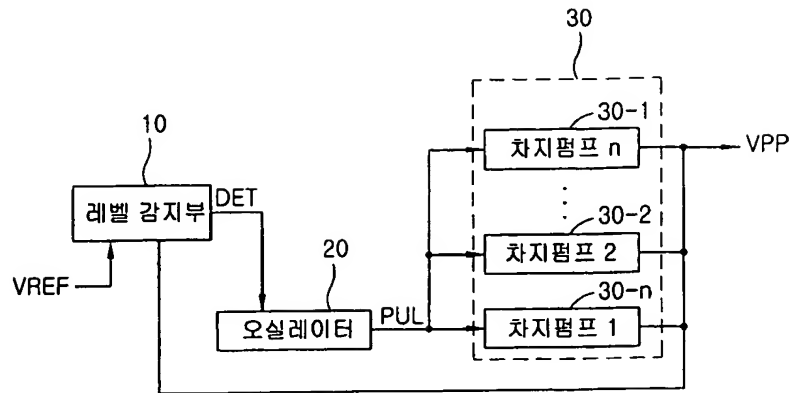 30
30-1
차지펌프 n
VPP
10
레벨 감지부
DET
30-2
차지펌프 2
VREF
20
오실레이터
PUL
30-n
차지펌프 1